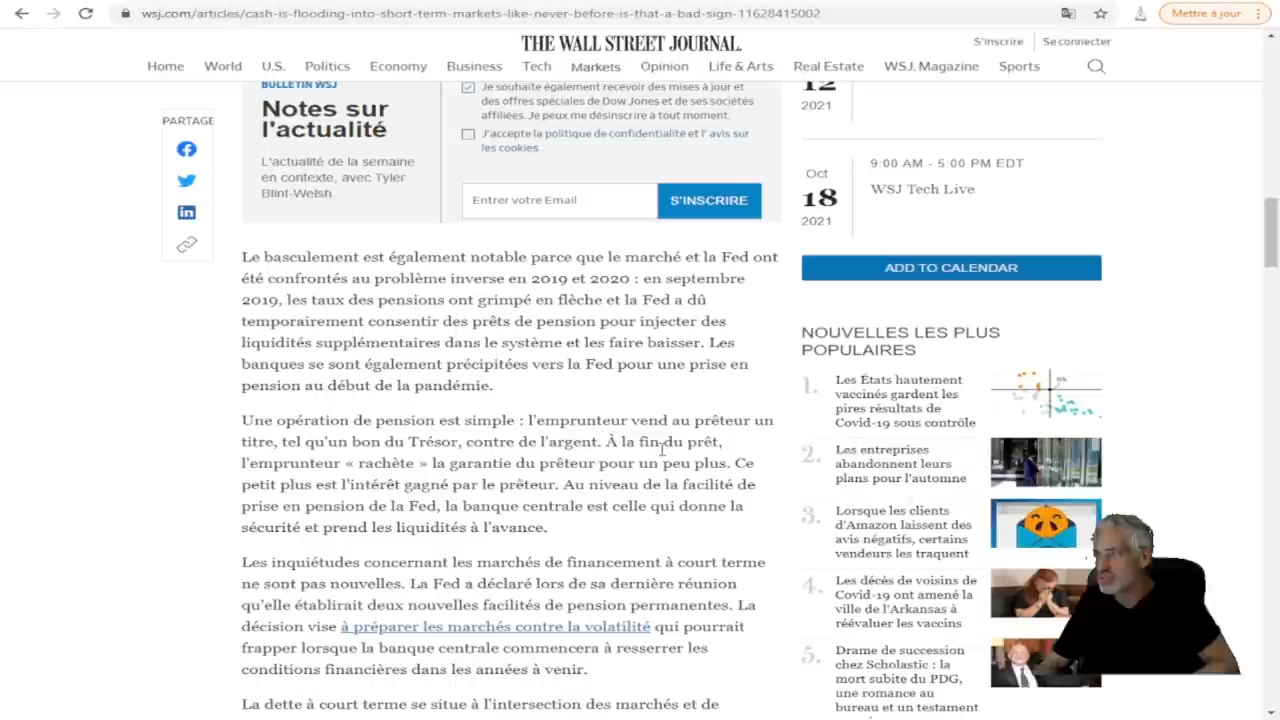 wsj.com/articles/cash-is-flooding-into-short-term-markets-like-never-before-is-that-a-bad-sign-11628415002
Mettre à jour
THE WALL STREET JOURNAL.
S'inscrire
Se connecter
Home World U.S. Politics Economy Business Tech Markets Opinion Life & Arts Real Estate WSJ. Magazine Sports
PARTAGE
BULLETIN WSJ
Notes sur
l'actualité
L'actualité de la semaine
en contexte, avec Tyler
Blint-Welsh.
Je souhaite également recevoir des mises à jour et
des offres spéciales de Dow Jones et de ses sociétés
affiliées. Je peux me désinscrire à tout moment.
J'accepte la politique de confidentialité et l' avis sur
les cookies.
Entrer votre Email
S'INSCRIRE
Le basculement est également notable parce que le marché et la Fed ont
été confrontés au problème inverse en 2019 et 2020 : en septembre
2019, les taux des pensions ont grimpé en flèche et la Fed a dû
temporairement consentir des prêts de pension pour injecter des
liquidités supplémentaires dans le système et les faire baisser. Les
banques se sont également précipitées vers la Fed pour une prise en
pension au début de la pandémie.
Une opération de pension est simple : l'emprunteur vend au prêteur un
titre, tel qu'un bon du Trésor, contre de l'argent. À la fin du prêt,
l'emprunteur « rachète » la garantie du prêteur pour un peu plus. Ce
petit plus est l'intérêt gagné par le prêteur. Au niveau de la facilité de
prise en pension de la Fed, la banque centrale est celle qui donne la
sécurité et prend les liquidités à l'avance.
Les inquiétudes concernant les marchés de financement à court terme
ne sont pas nouvelles. La Fed a déclaré lors de sa dernière réunion
qu'elle établirait deux nouvelles facilités de pension permanentes. La
décision vise à préparer les marchés contre la volatilité qui pourrait
frapper lorsque la banque centrale commencera à resserrer les
conditions financières dans les années à venir.
La dette à court terme se situe à l'intersection des marchés et de
12
2021
Oct
18
2021
9:00 AM - 5:00 PM EDT
WSJ Tech Live
ADD TO CALENDAR
NOUVELLES LES PLUS
POPULAIRES
1.
Les États hautement
vaccinés gardent les
pires résultats de
Covid-19 sous contrôle
2.
Les entreprises
abandonnent leurs
plans pour l'automne
3.
Lorsque les clients
d'Amazon laissent des
avis négatifs, certains
vendeurs les traquent
4.
Les décès de voisins de
Covid-19 ont amené la
ville de l'Arkansas à
réévaluer les vaccins
5.
Drame de succession
chez Scholastic : la
mort subite du PDG,
une romance au
bureau et un testament